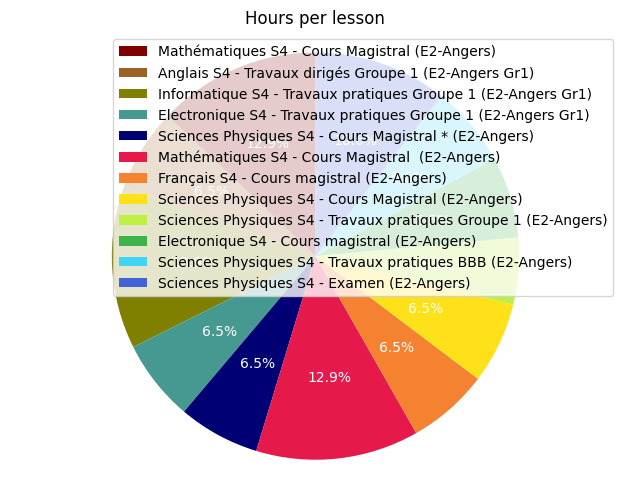 Hours per lesson
Mathématiques S4 - Cours Magistral (E2-Angers)
Anglais S4 - Travaux dirigés Groupe 1 (E2-Angers Gr1)
Informatique S4 - Travaux pratiques Groupe 1 (E2-Angers Gr1)
Electronique S4 - Travaux pratiques Groupe 1 (E2-Angers Gr1)
Sciences Physiques S4 - Cours Magistral * (E2-Angers)
Mathématiques S4 - Cours Magistral  (E2-Angers)
Français S4 - Cours magistral (E2-Angers)
Sciences Physiques S4 - Cours Magistral (E2-Angers)
Sciences Physiques S4 - Travaux pratiques Groupe 1 (E2-Angers)
Electronique S4 - Cours magistral (E2-Angers)
Sciences Physiques S4 - Travaux pratiques BBB (E2-Angers)
Sciences Physiques S4 - Examen (E2-Angers)
12.9%
6.5%
6.5%
6.5%
12.9%
6.5%
6.5%